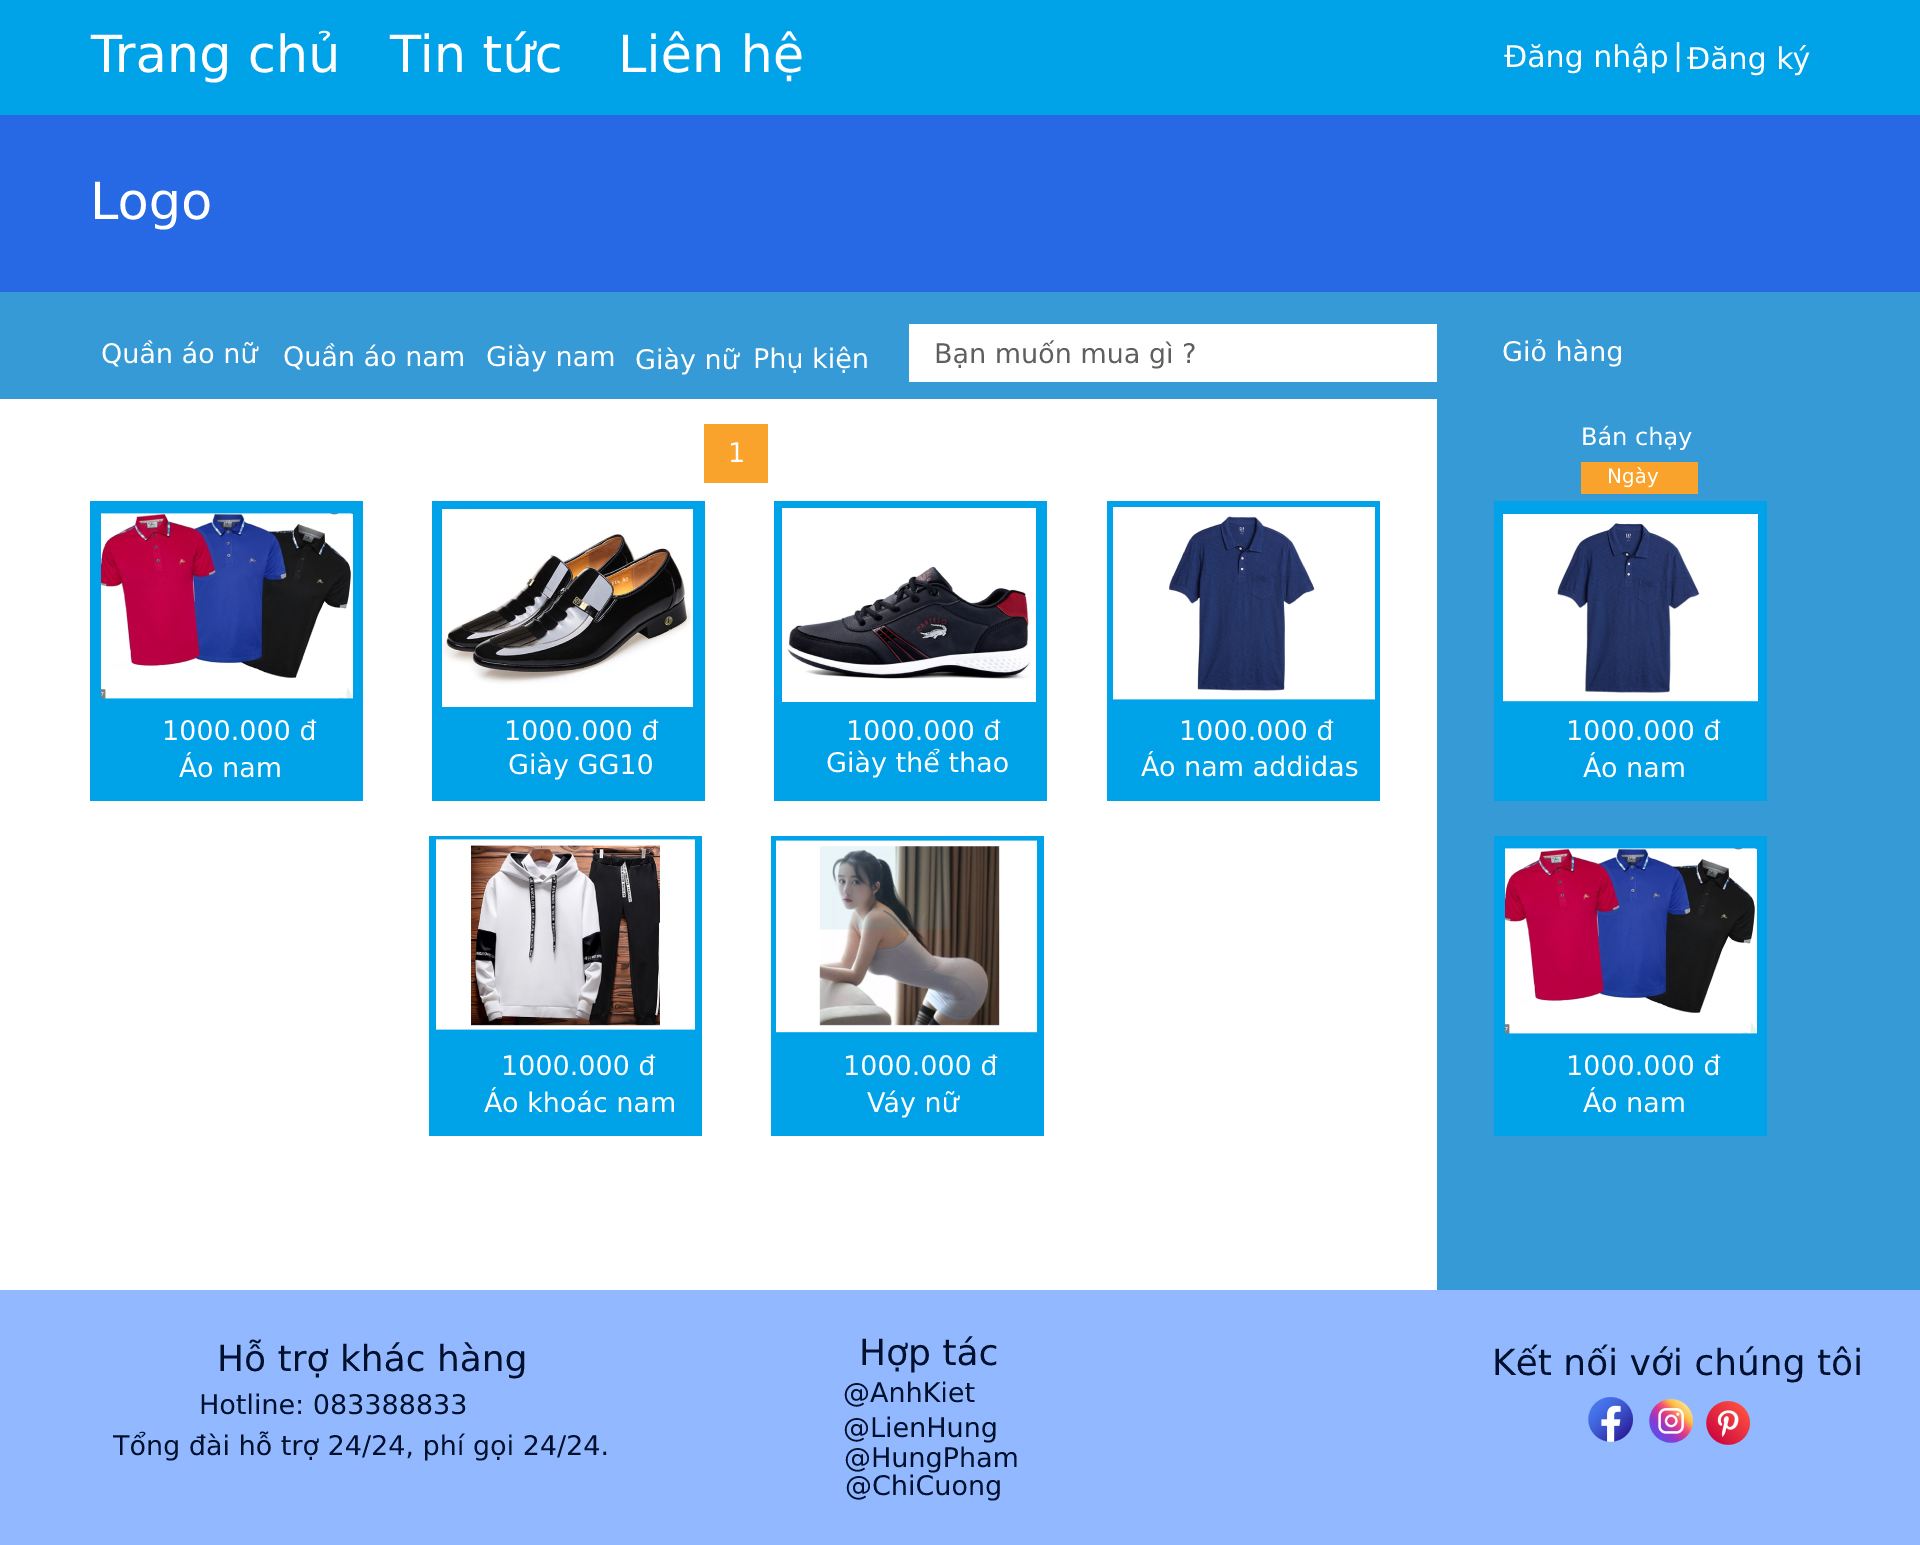 Trang chủ Tin tức Liên hệ Đăng nhập | Đăng ký
Logo
Quần áo nữ Quần áo nam Giày nam Giày nữ Phụ kiện Bạn muốn mua gì ? Giỏ hàng
1
Bán chạy
Ngày
1000.000 đ
Áo nam
1000.000 đ
Giày GG10
1000.000 đ
Giày thể thao
1000.000 đ
Áo nam addidas
1000.000 đ
Áo nam
1000.000 đ
Áo khoác nam
1000.000 đ
Váy nữ
1000.000 đ
Áo nam
Hỗ trợ khác hàng
Hotline: 083388833
Tổng đài hỗ trợ 24/24, phí gọi 24/24.
Hợp tác
@AnhKiet
@LienHung
@HungPham
@ChiCuong
Kết nối với chúng tôi